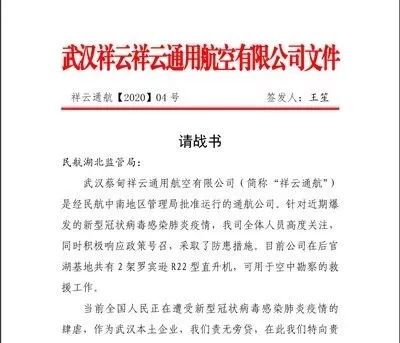 武汉祥云祥云通用航空有限公司文件
祥云通航【2020】04 号 签发人：王笙
请战书
民航湖北监管局：
武汉蔡甸祥云通用航空有限公司（简称“祥云通航”）
是经民航中南地区管理局批准运行的通航公司。针对近期爆
发的新型冠状病毒感染肺炎疫情，我司全体人员高度关注，
同时积极响应政策号召，采取了防患措施。目前公司在后官
湖基地共有 2 架罗宾逊 R22 型直升机，可用于空中勘察的救
援工作。
当前全国人民正在遭受新型冠状病毒感染肺炎疫情的
肆虐，作为武汉本土企业，我们责无旁贷，在此我们特向贵